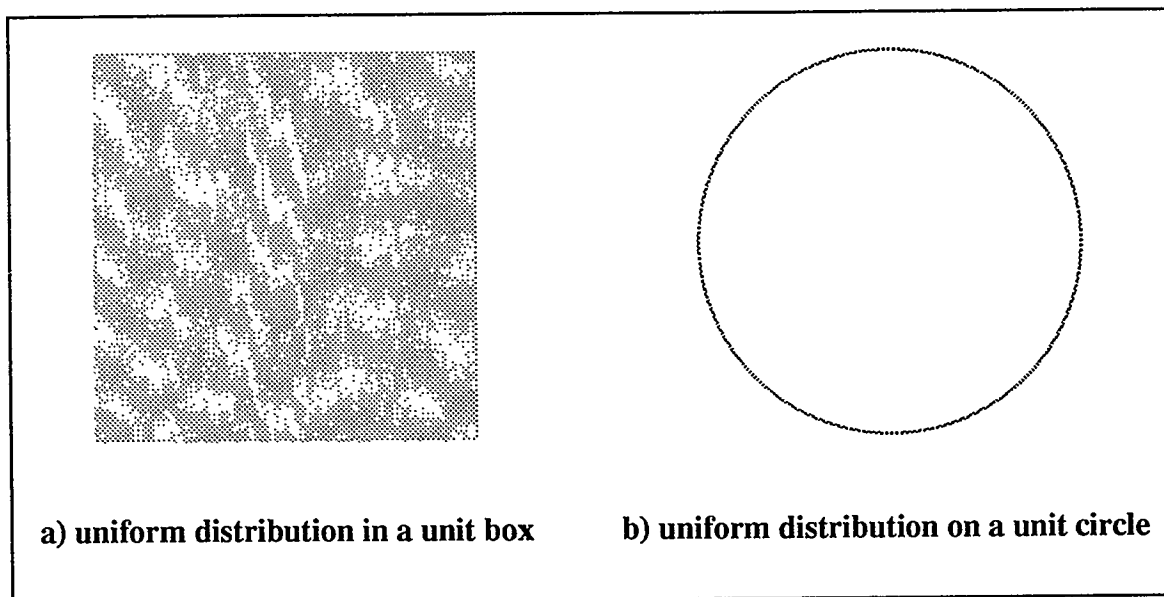 a) uniform distribution in a unit box
b) uniform distribution on a unit circle